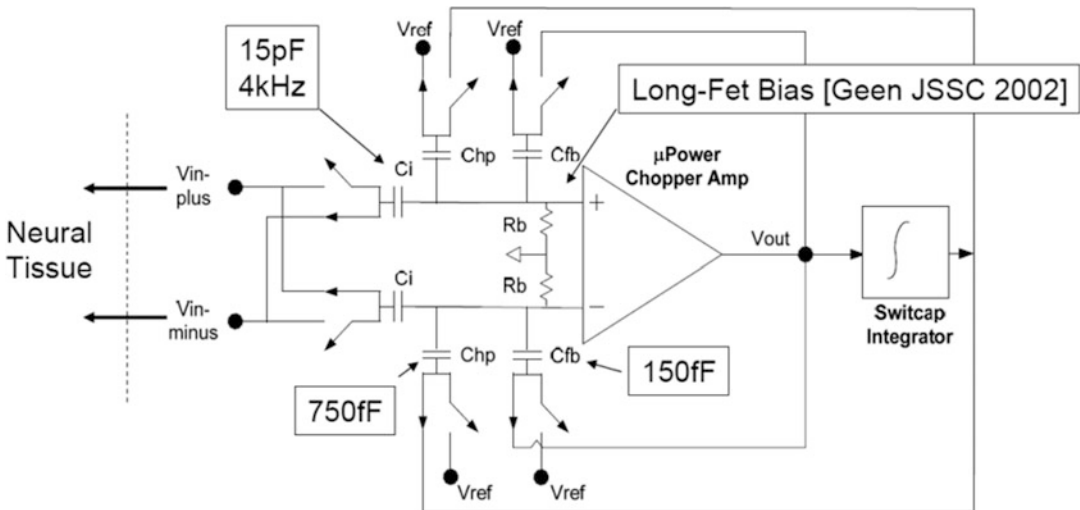 Vref
Vref
15pF
4kHz
Long-Fet Bias [Geen JSSC 2002]
Chp
Cfb
μPower
Chopper Amp
Ci
Vin-
plus
+
Rb
Neural
Tissue
Vout
∫
Ci
Rb
Vin-
minus
−
Switcap
Integrator
Chp
Cfb
150fF
750fF
Vref
Vref